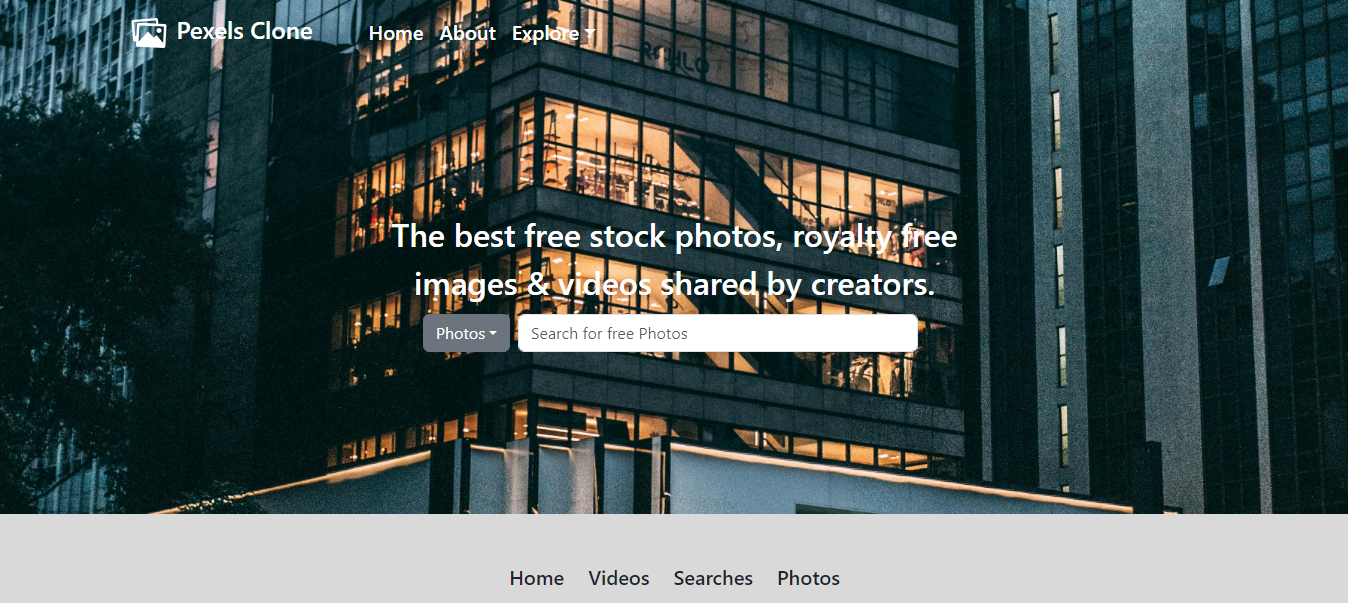 Pexels Clone
Home About Explore
The best free stock photos, royalty free
images & videos shared by creators.
Photos Search for free Photos
Home Videos Searches Photos